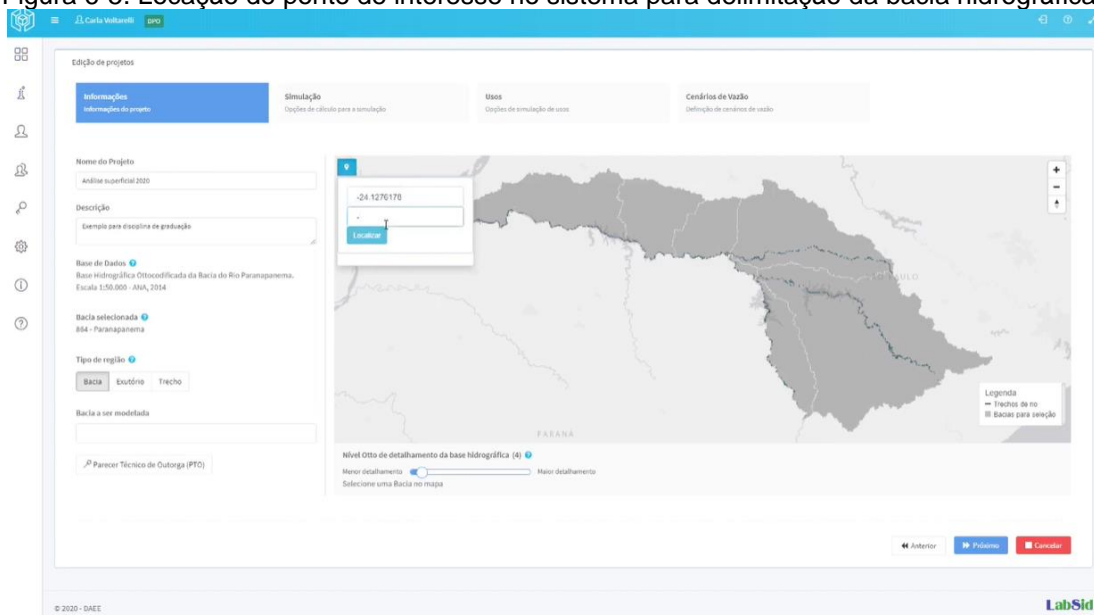 Figura 6-5: Locação do ponto de interesse no sistema para delimitação da bacia hidrográfica
Carla Voltarelli DPO
Edição de projetos
Informações
Informações do projeto
Simulação
Opções de cálculo para a simulação
Usos
Opções de simulação de usos
Cenários de Vazão
Definição de cenários de vazão
Nome do Projeto
Análise superficial 2020
Descrição
Exemplo para disciplina de graduação
Base de Dados
Base Hidrográfica Ottocodificada da Bacia do Rio Paranapanema.
Escala 1:50.000 - ANA, 2014
Bacia selecionada
864 - Paranapanema
Tipo de região
Bacia Exutório Trecho
Bacia a ser modelada
Parecer Técnico de Outorga (PTO)
-24.1276178
-
Localizar
SÃO PAULO
PARANÁ
Legenda
Trechos de rio
Bacias para seleção
Nível Otto de detalhamento da base hidrográfica (4)
Menor detalhamento Maior detalhamento
Selecione uma Bacia no mapa
Anterior Próximo Cancelar
© 2020 - DAEE
LabSid